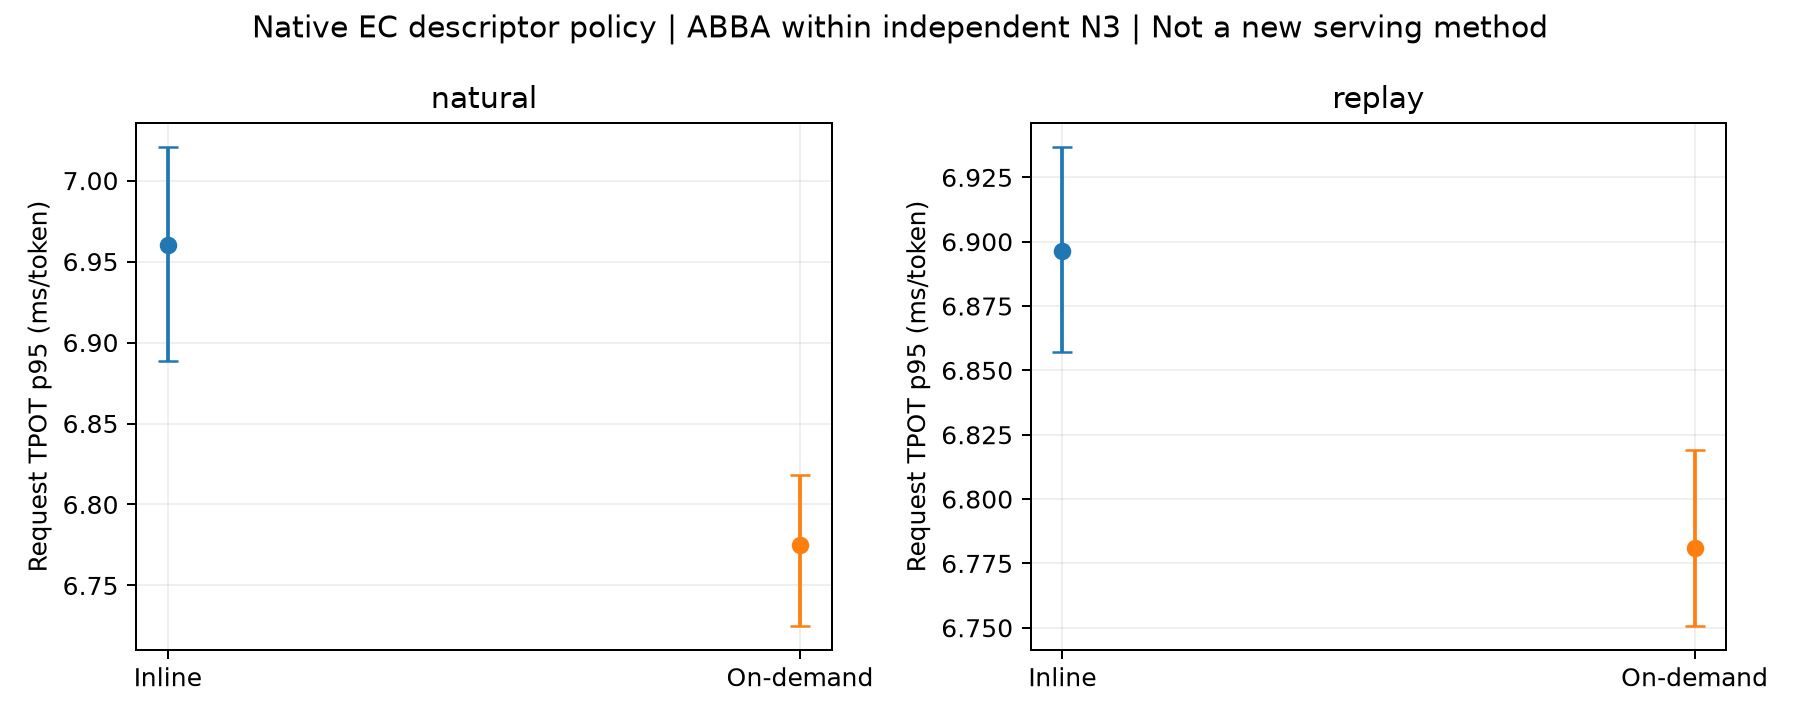 Native EC descriptor policy | ABBA within independent N3 | Not a new serving method
natural
Request TPOT p95 (ms/token)
7.00
6.95
6.90
6.85
6.80
6.75
Inline
On-demand
replay
Request TPOT p95 (ms/token)
6.925
6.900
6.875
6.850
6.825
6.800
6.775
6.750
Inline
On-demand